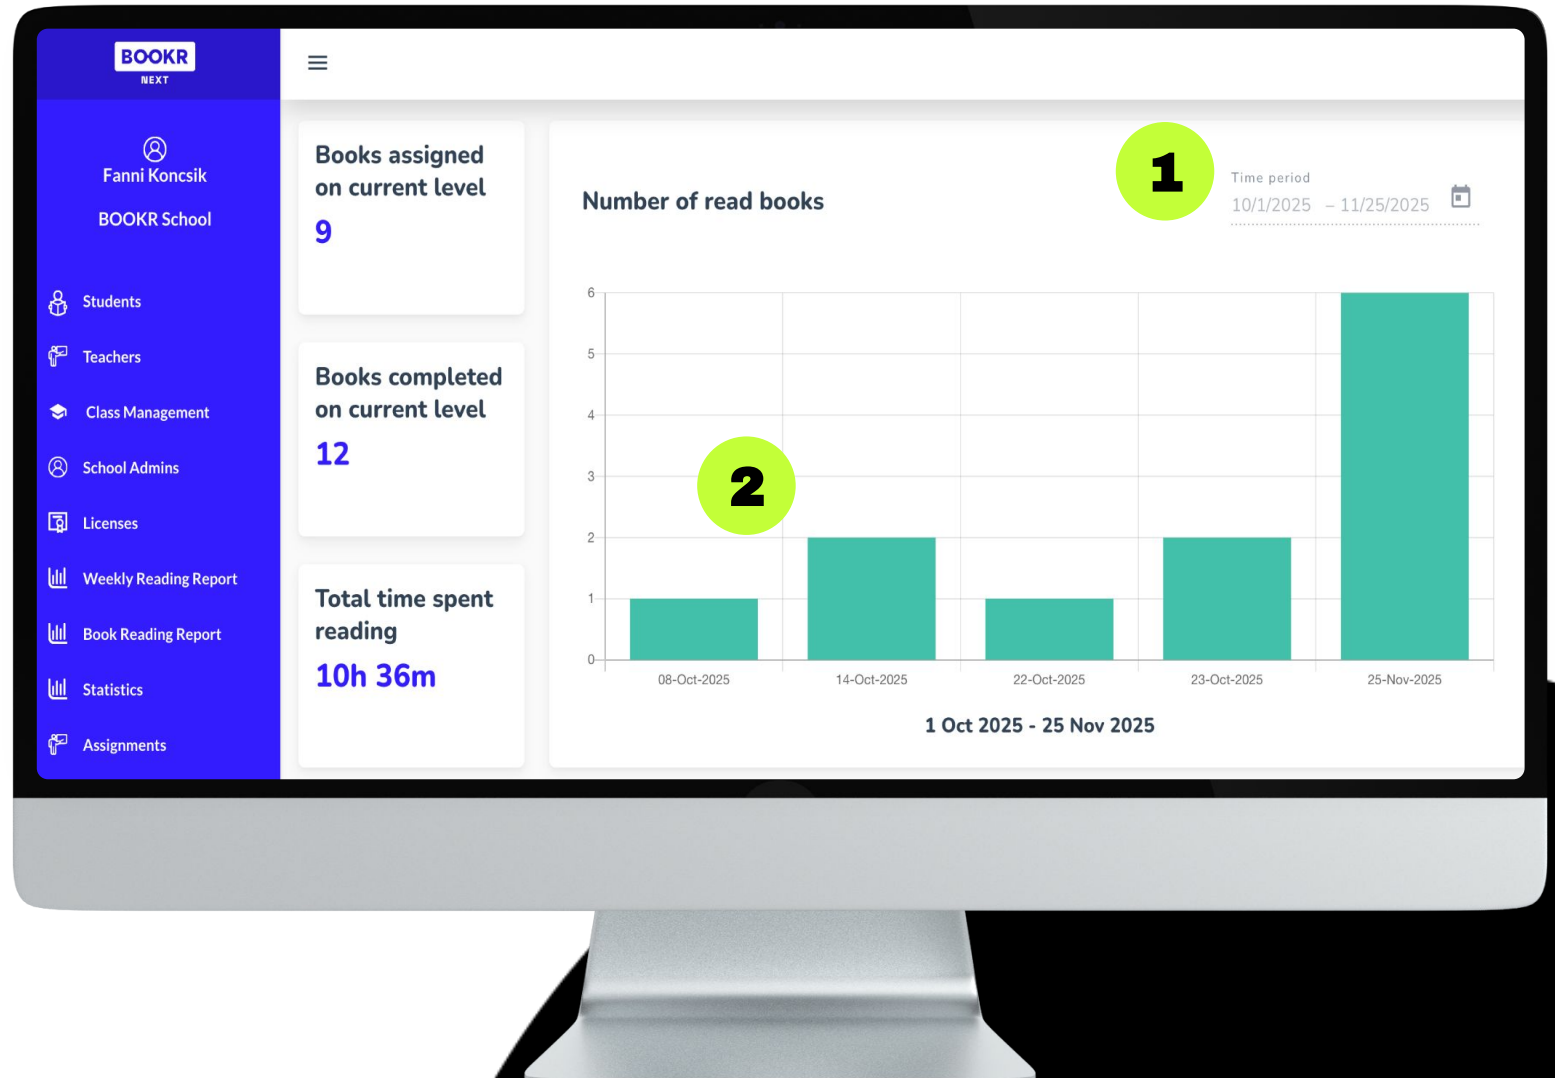 BOOKR
NEXT
Fanni Koncsik
BOOKR School
Students
Teachers
Class Management
School Admins
Licenses
Weekly Reading Report
Book Reading Report
Statistics
Assignments
Books assigned
on current level
9
Books completed
on current level
12
Total time spent
reading
10h 36m
Number of read books
1
Time period
10/1/2025 – 11/25/2025
6
5
4
3
2
1
0
2
08-Oct-2025
14-Oct-2025
22-Oct-2025
23-Oct-2025
25-Nov-2025
1 Oct 2025 - 25 Nov 2025